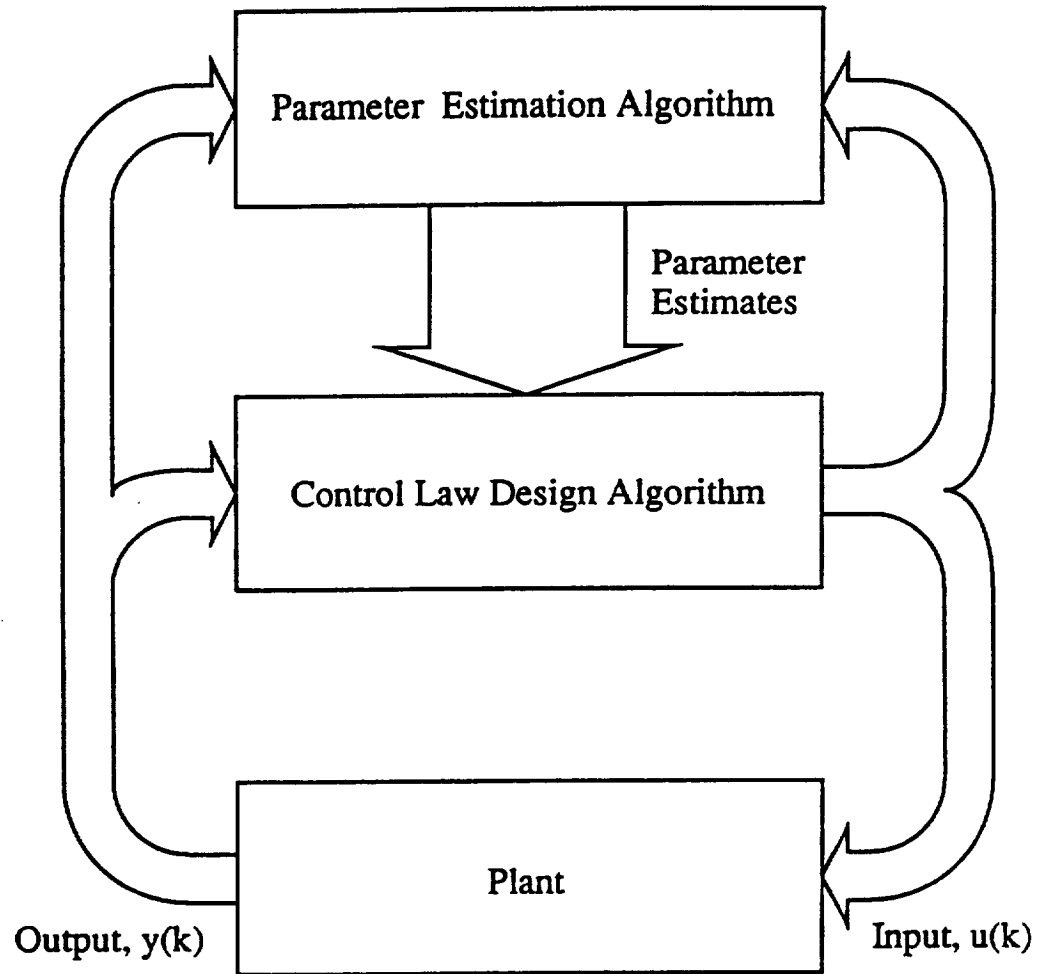 Parameter Estimation Algorithm
Parameter
Estimates
Control Law Design Algorithm
Plant
Output, y(k)
Input, u(k)